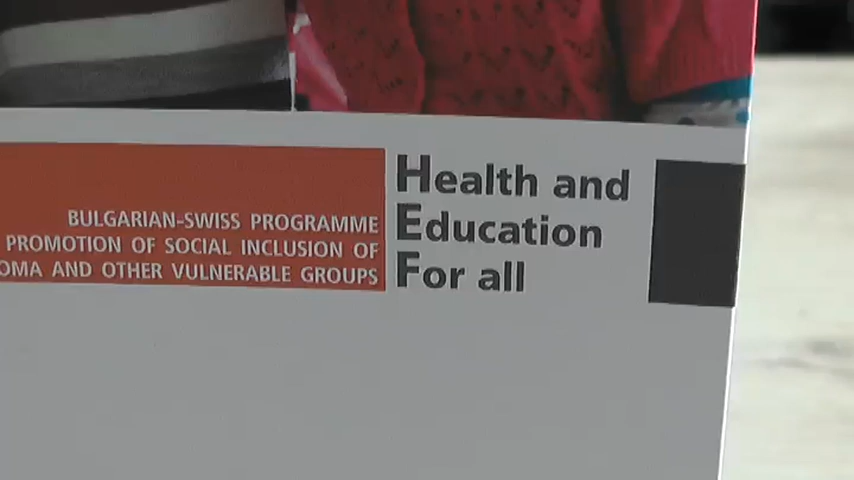 BULGARIAN-SWISS PROGRAMME
PROMOTION OF SOCIAL INCLUSION OF
OMA AND OTHER VULNERABLE GROUPS
Health and
Education
For all